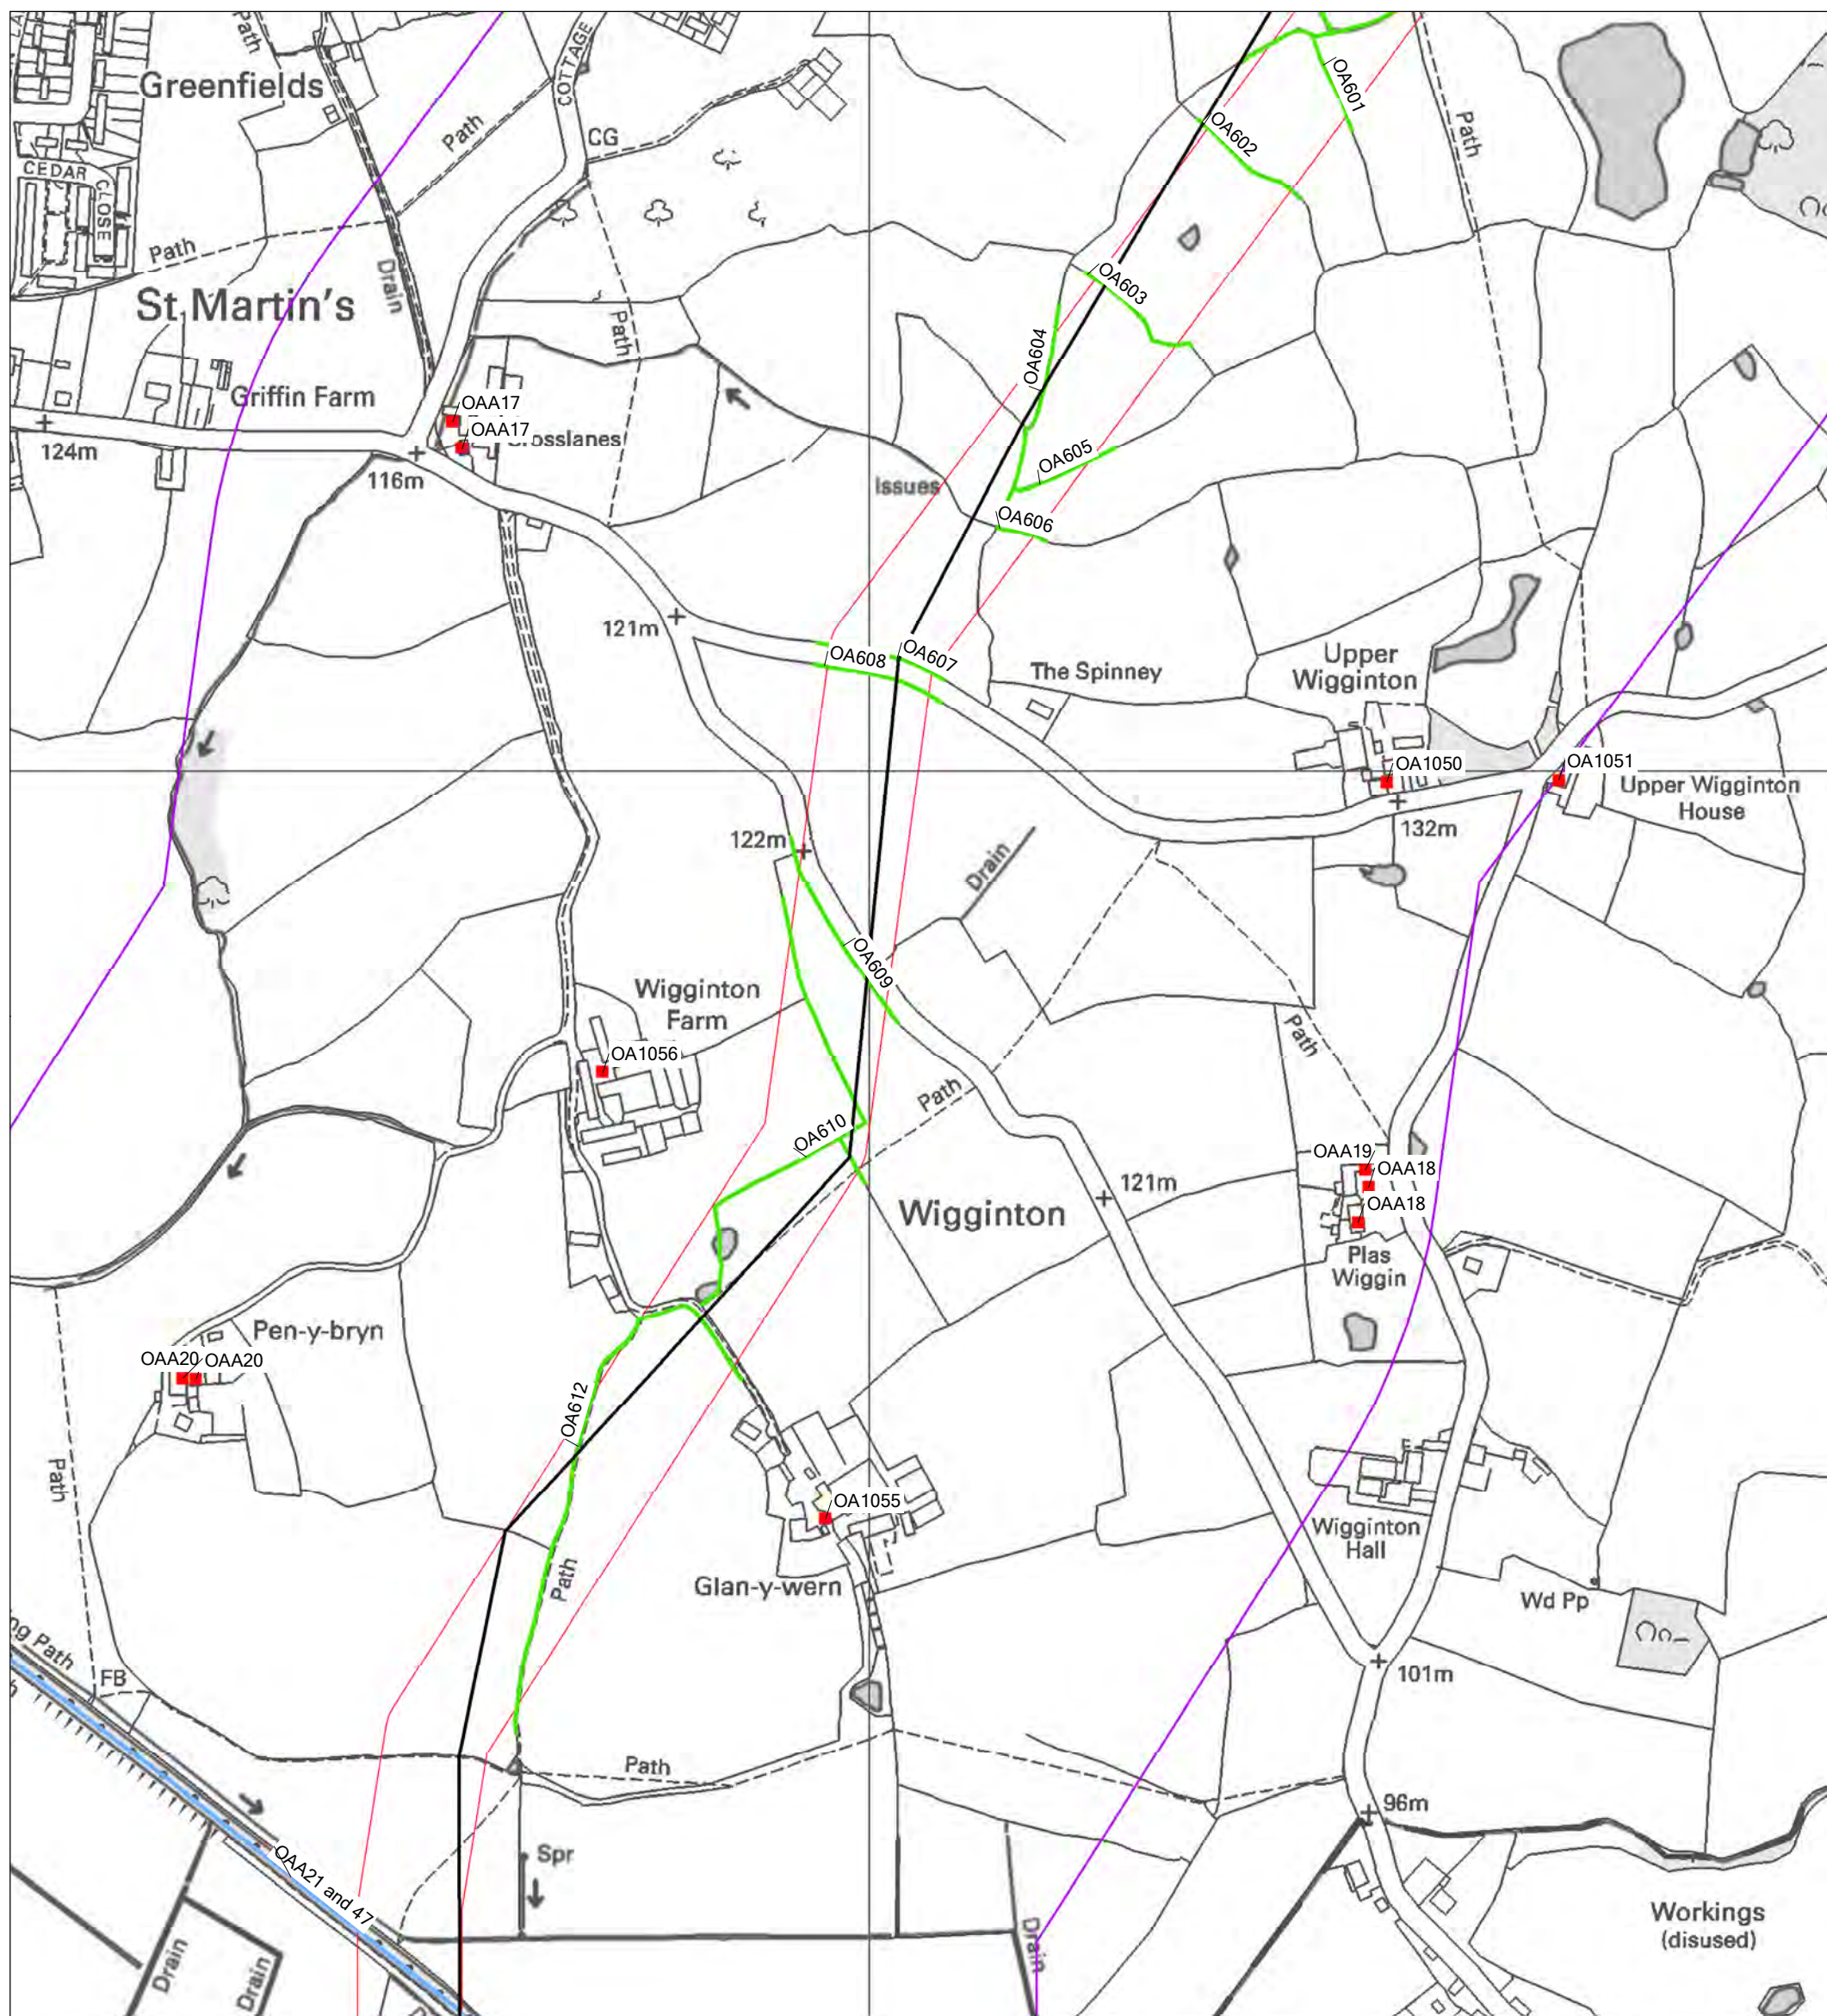 Path
Greenfields
COTTAGE
Path
CG
OA601
OA602
Path
CEDAR
CLOSE
Path
Drain
St Martin's
OA603
Path
OA604
Griffin Farm
OAA17
OAA17
Crosslanes
124m
116m
Issues
OA605
OA606
121m
OA608
OA607
The Spinney
Upper
Wigginton
OA1050
OA1051
Upper Wigginton
House
132m
122m
Drain
OA609
Wigginton
Farm
OA1056
Path
Path
OA610
OAA19
OAA18
OAA18
121m
Wigginton
Plas
Wiggin
Pen-y-bryn
OAA20
OAA20
OA612
Path
E
OA1055
Wigginton
Hall
Path
Glan-y-wern
Wd Pp
ng Path
FB
101m
Path
96m
Spr
OAA21 and 47
Workings
(disused)
Drain
Drain
Drain